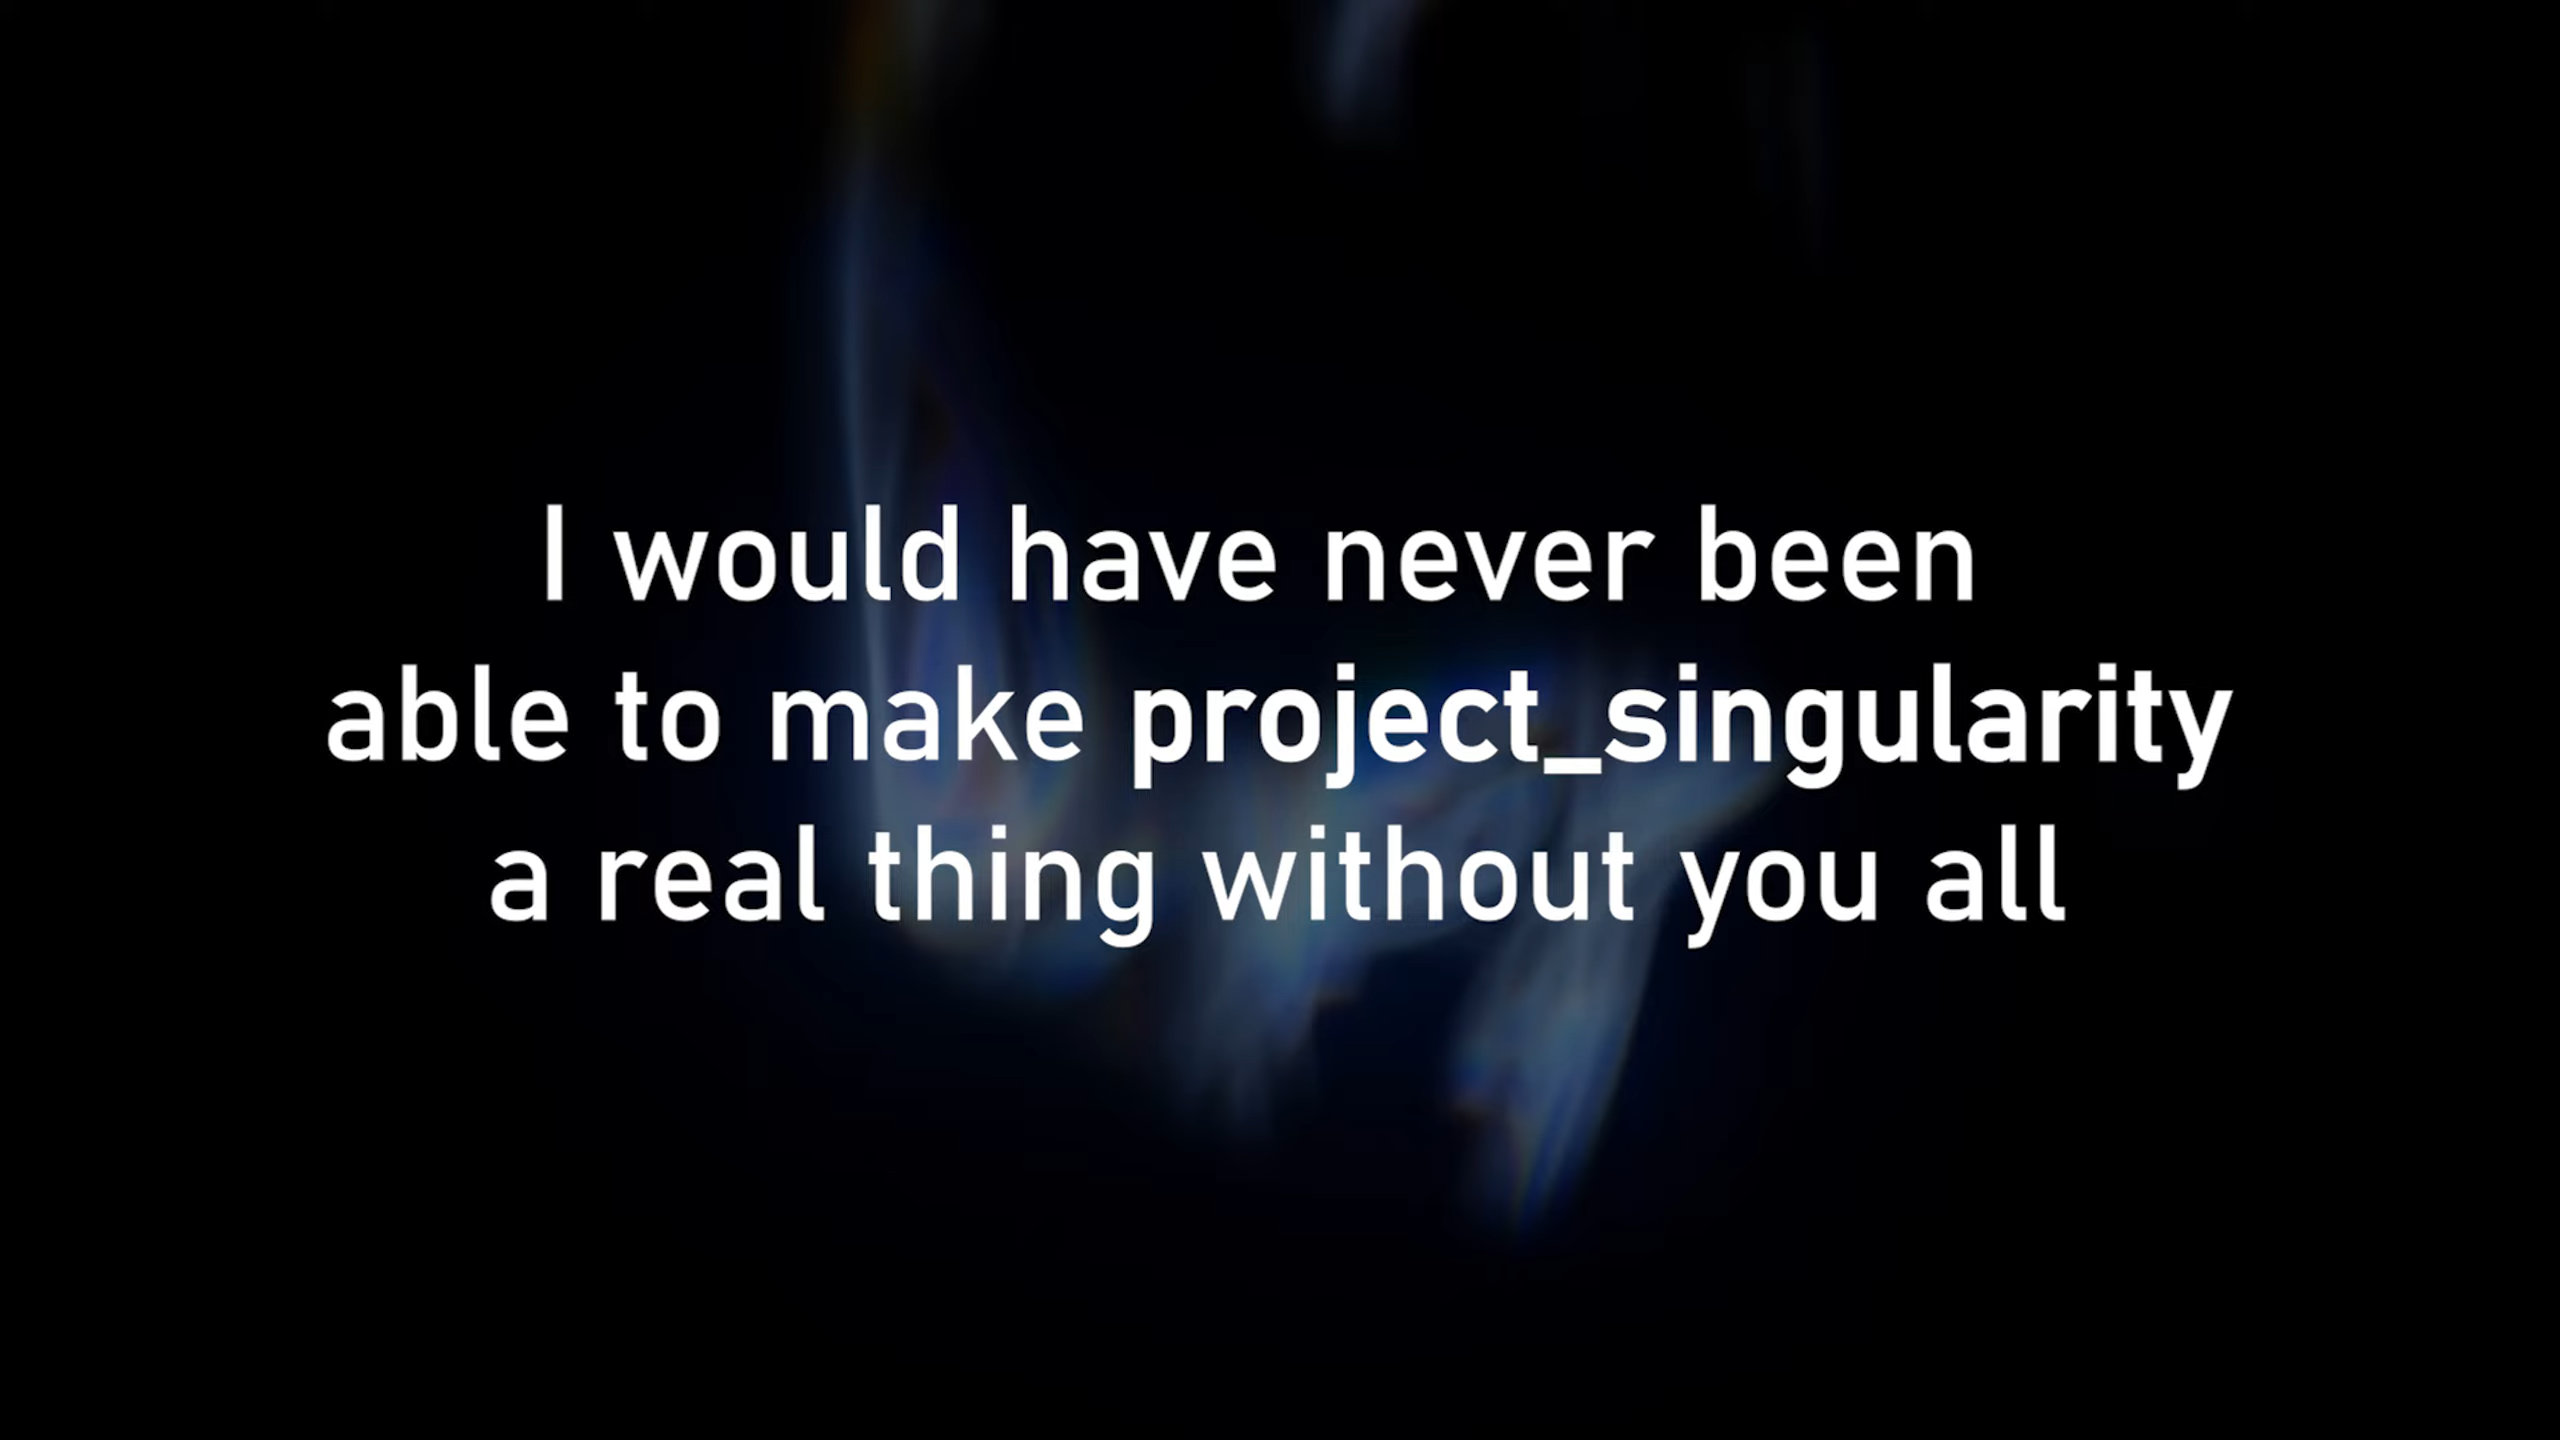 I would have never been
able to make project_singularity
a real thing without you all